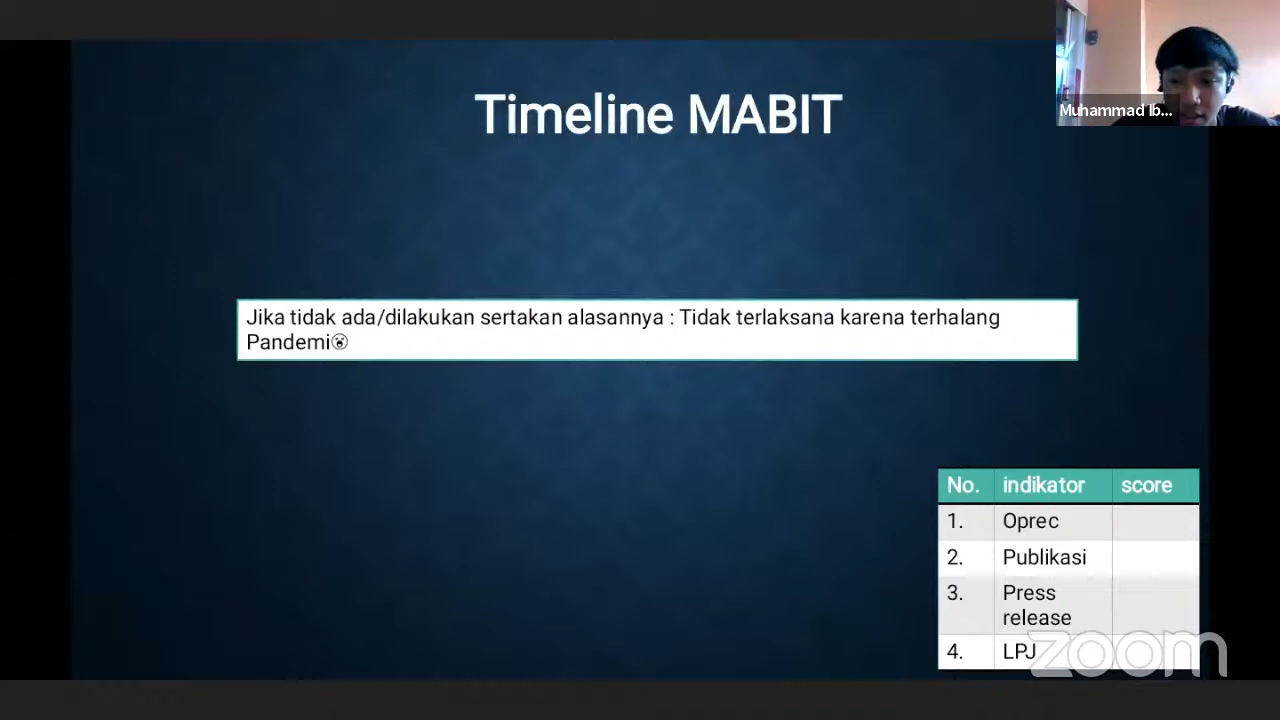 Timeline MABIT
Muhammad Ib...
Jika tidak ada/dilakukan sertakan alasannya : Tidak terlaksana karena terhalang
Pandemi😮
No. indikator score
1. Oprec
2. Publikasi
3. Press
release
4. LPJ
zoom